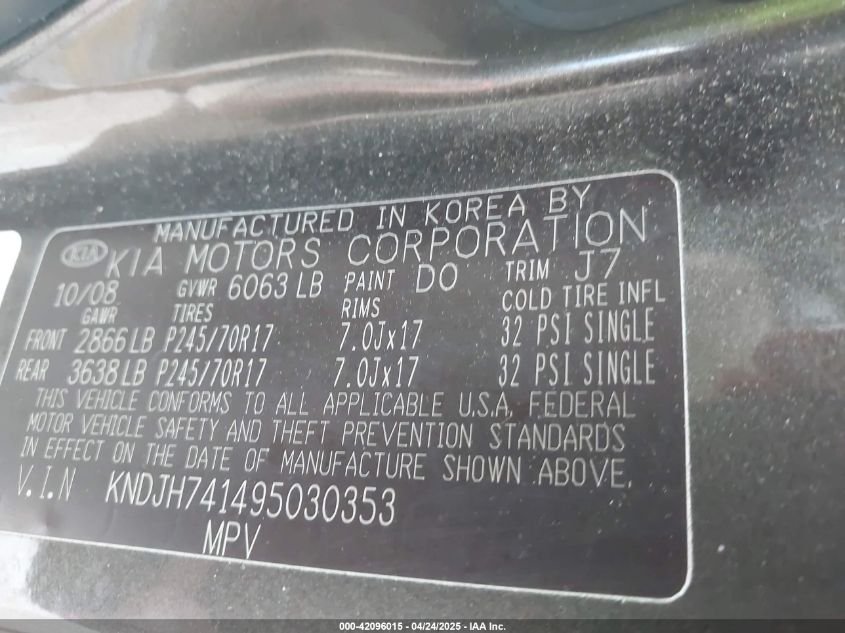 MANUFACTURED IN KOREA BY
KIA KIA MOTORS CORPORATION
10/08 GVWR 6063 LB PAINT D0 TRIM J7
GAWR TIRES RIMS COLD TIRE INFL
FRONT 2866 LB P245/70R17 7.0Jx17 32 PSI SINGLE
REAR 3638 LB P245/70R17 7.0Jx17 32 PSI SINGLE
THIS VEHICLE CONFORMS TO ALL APPLICABLE U.S.A. FEDERAL
MOTOR VEHICLE SAFETY AND THEFT PREVENTION STANDARDS
IN EFFECT ON THE DATE OF MANUFACTURE SHOWN ABOVE.
V.I.N KNDJH741495030353
MPV
000-42096015 - 04/24/2025 - IAA Inc.